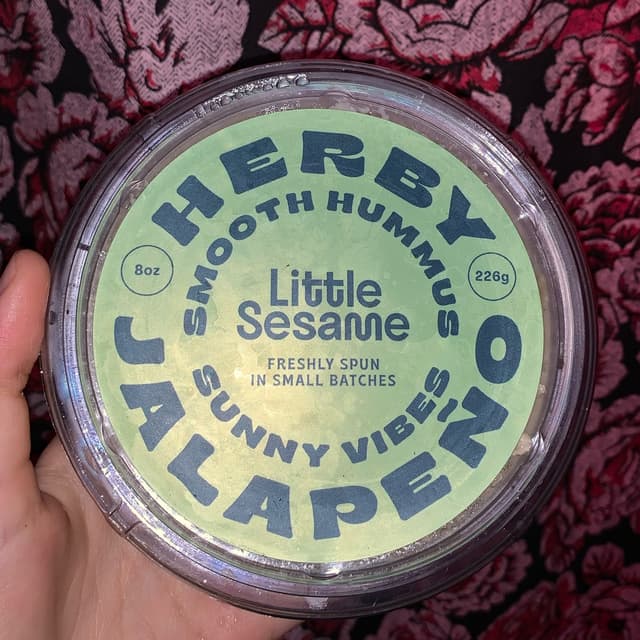 HERBY
SMOOTH HUMMUS
8oz
226g
Little
Sesame
FRESHLY SPUN
IN SMALL BATCHES
SUNNY VIBES
JALAPEÑO